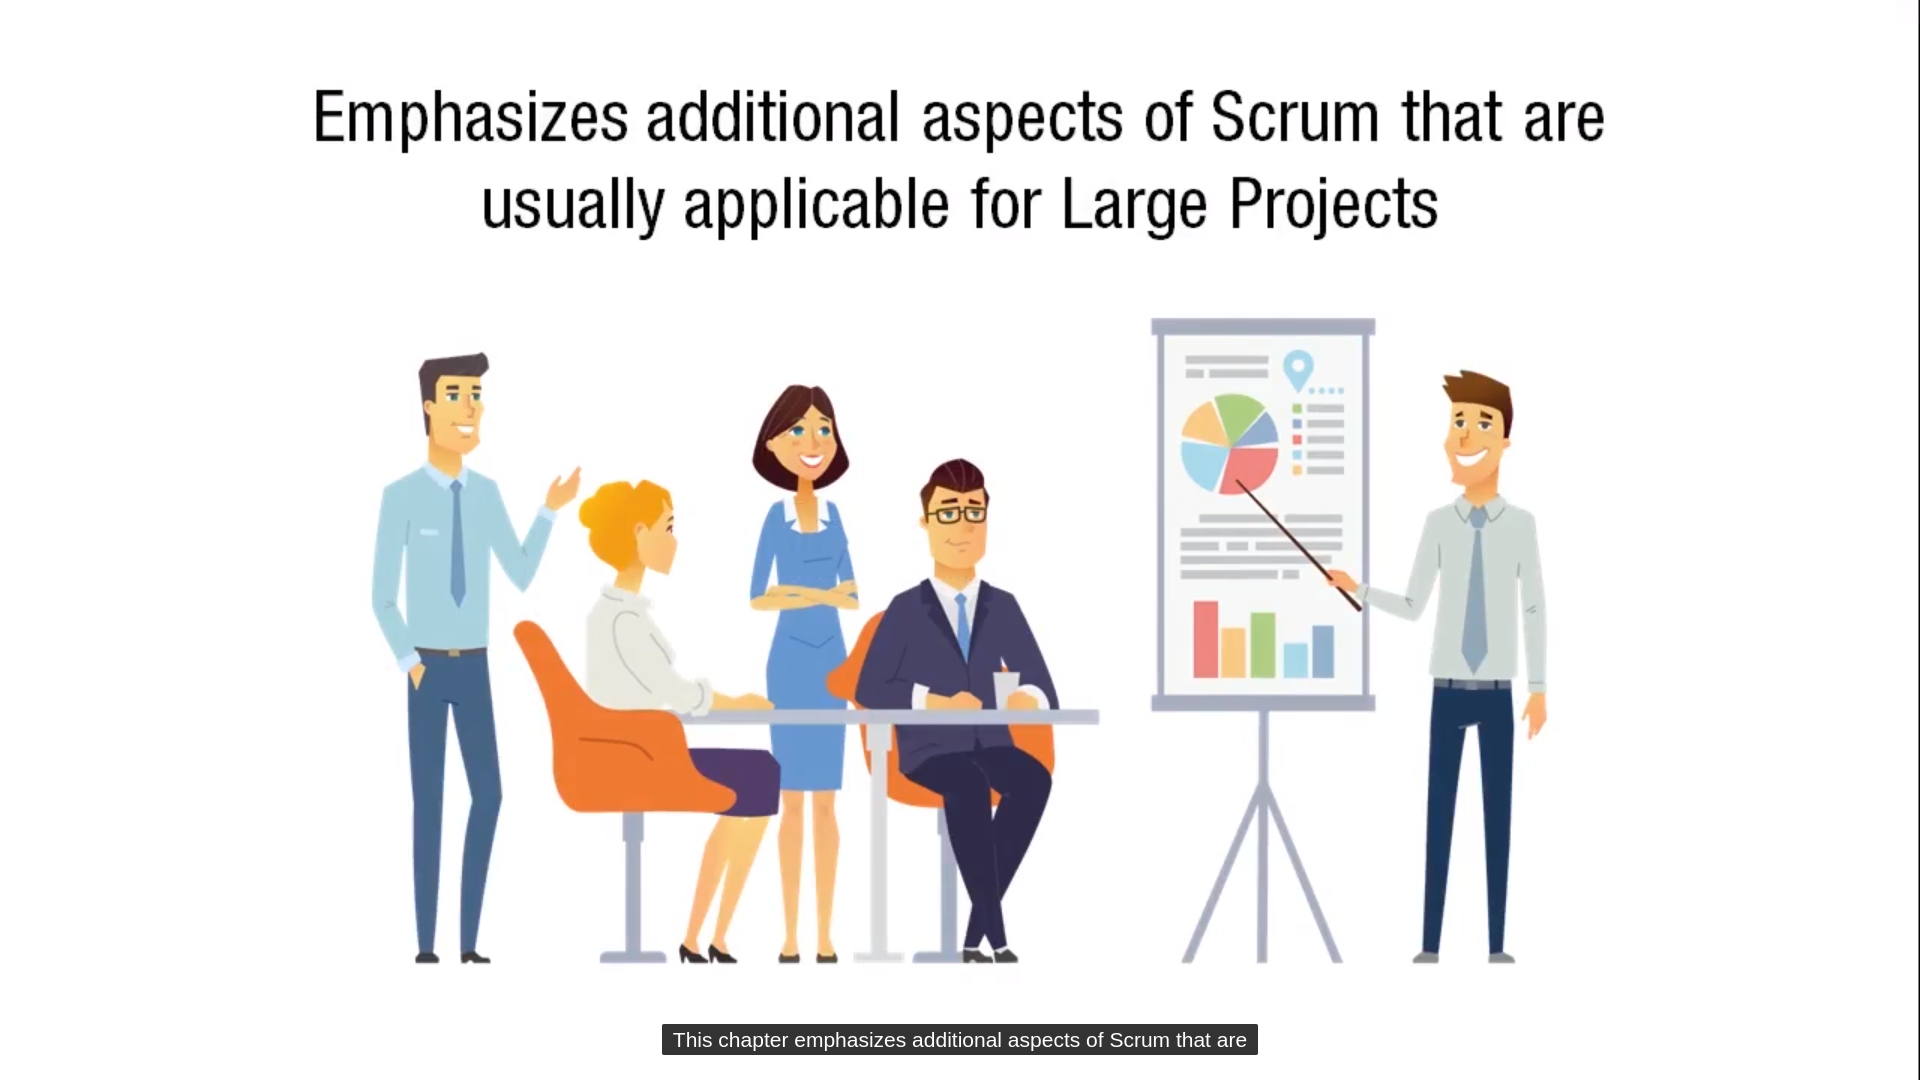 Emphasizes additional aspects of Scrum that are
usually applicable for Large Projects
This chapter emphasizes additional aspects of Scrum that are